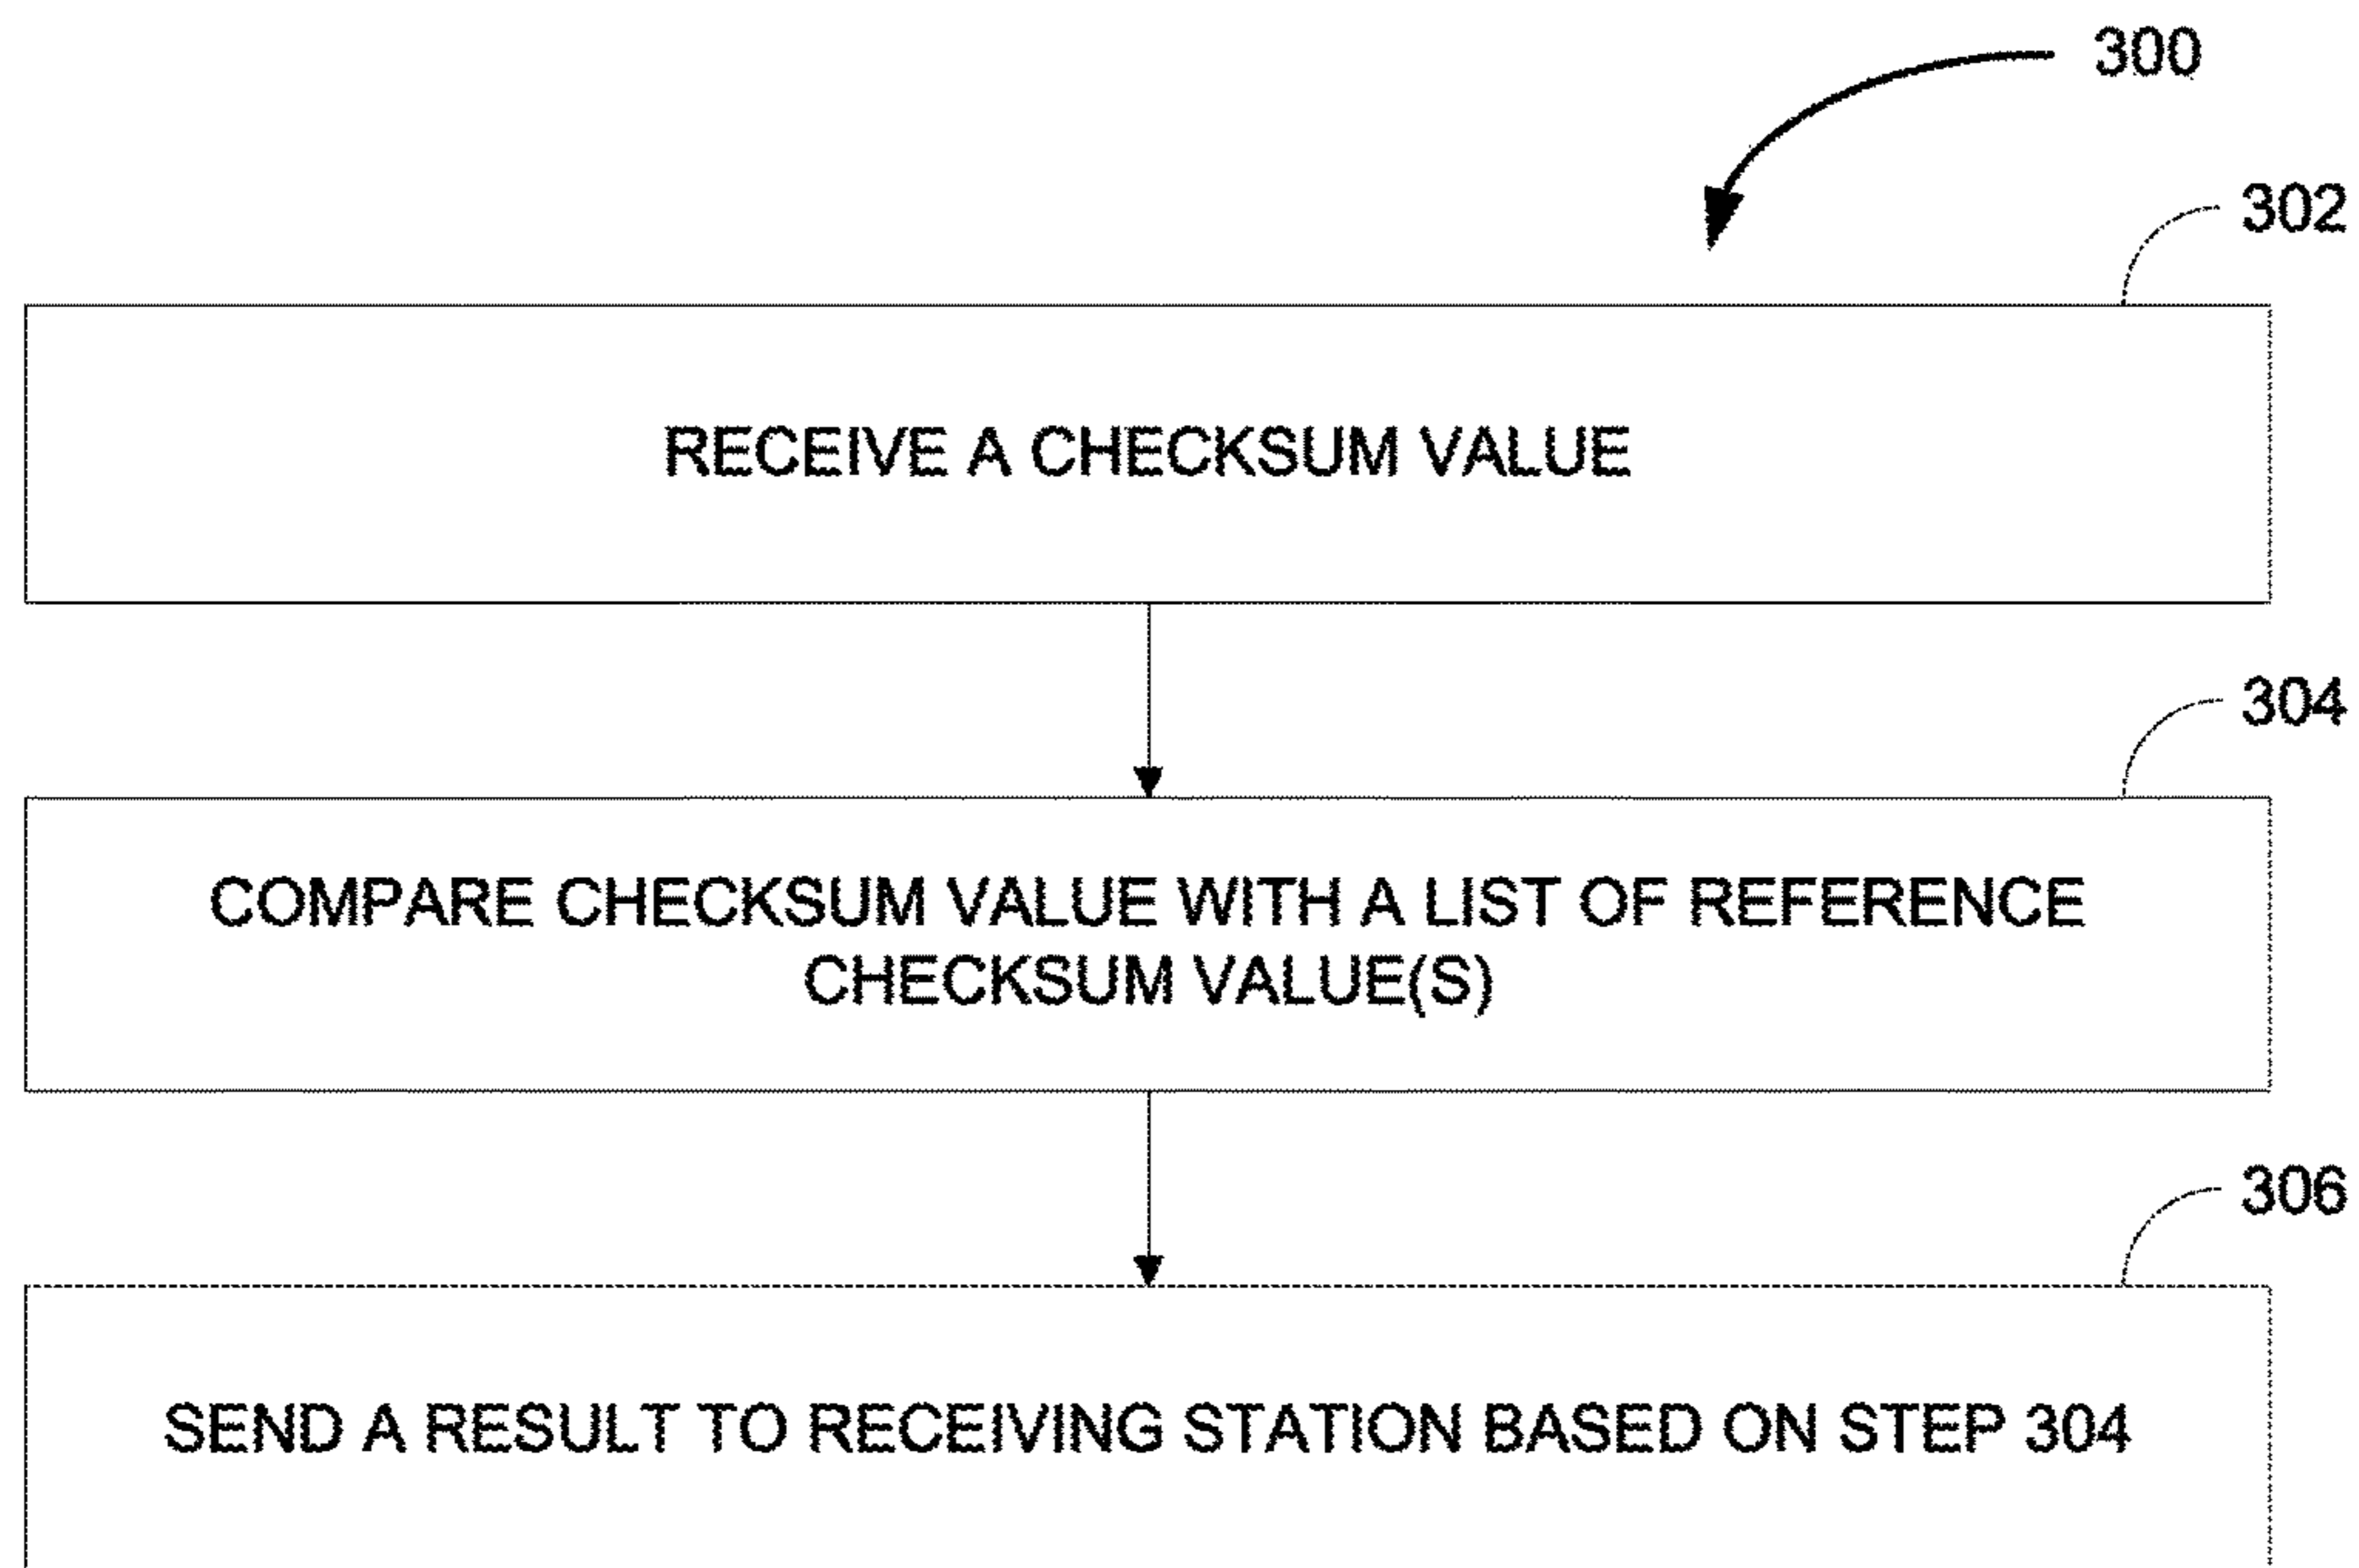 300
302
RECEIVE A CHECKSUM VALUE
304
COMPARE CHECKSUM VALUE WITH A LIST OF REFERENCE
CHECKSUM VALUE(S)
306
SEND A RESULT TO RECEIVING STATION BASED ON STEP 304